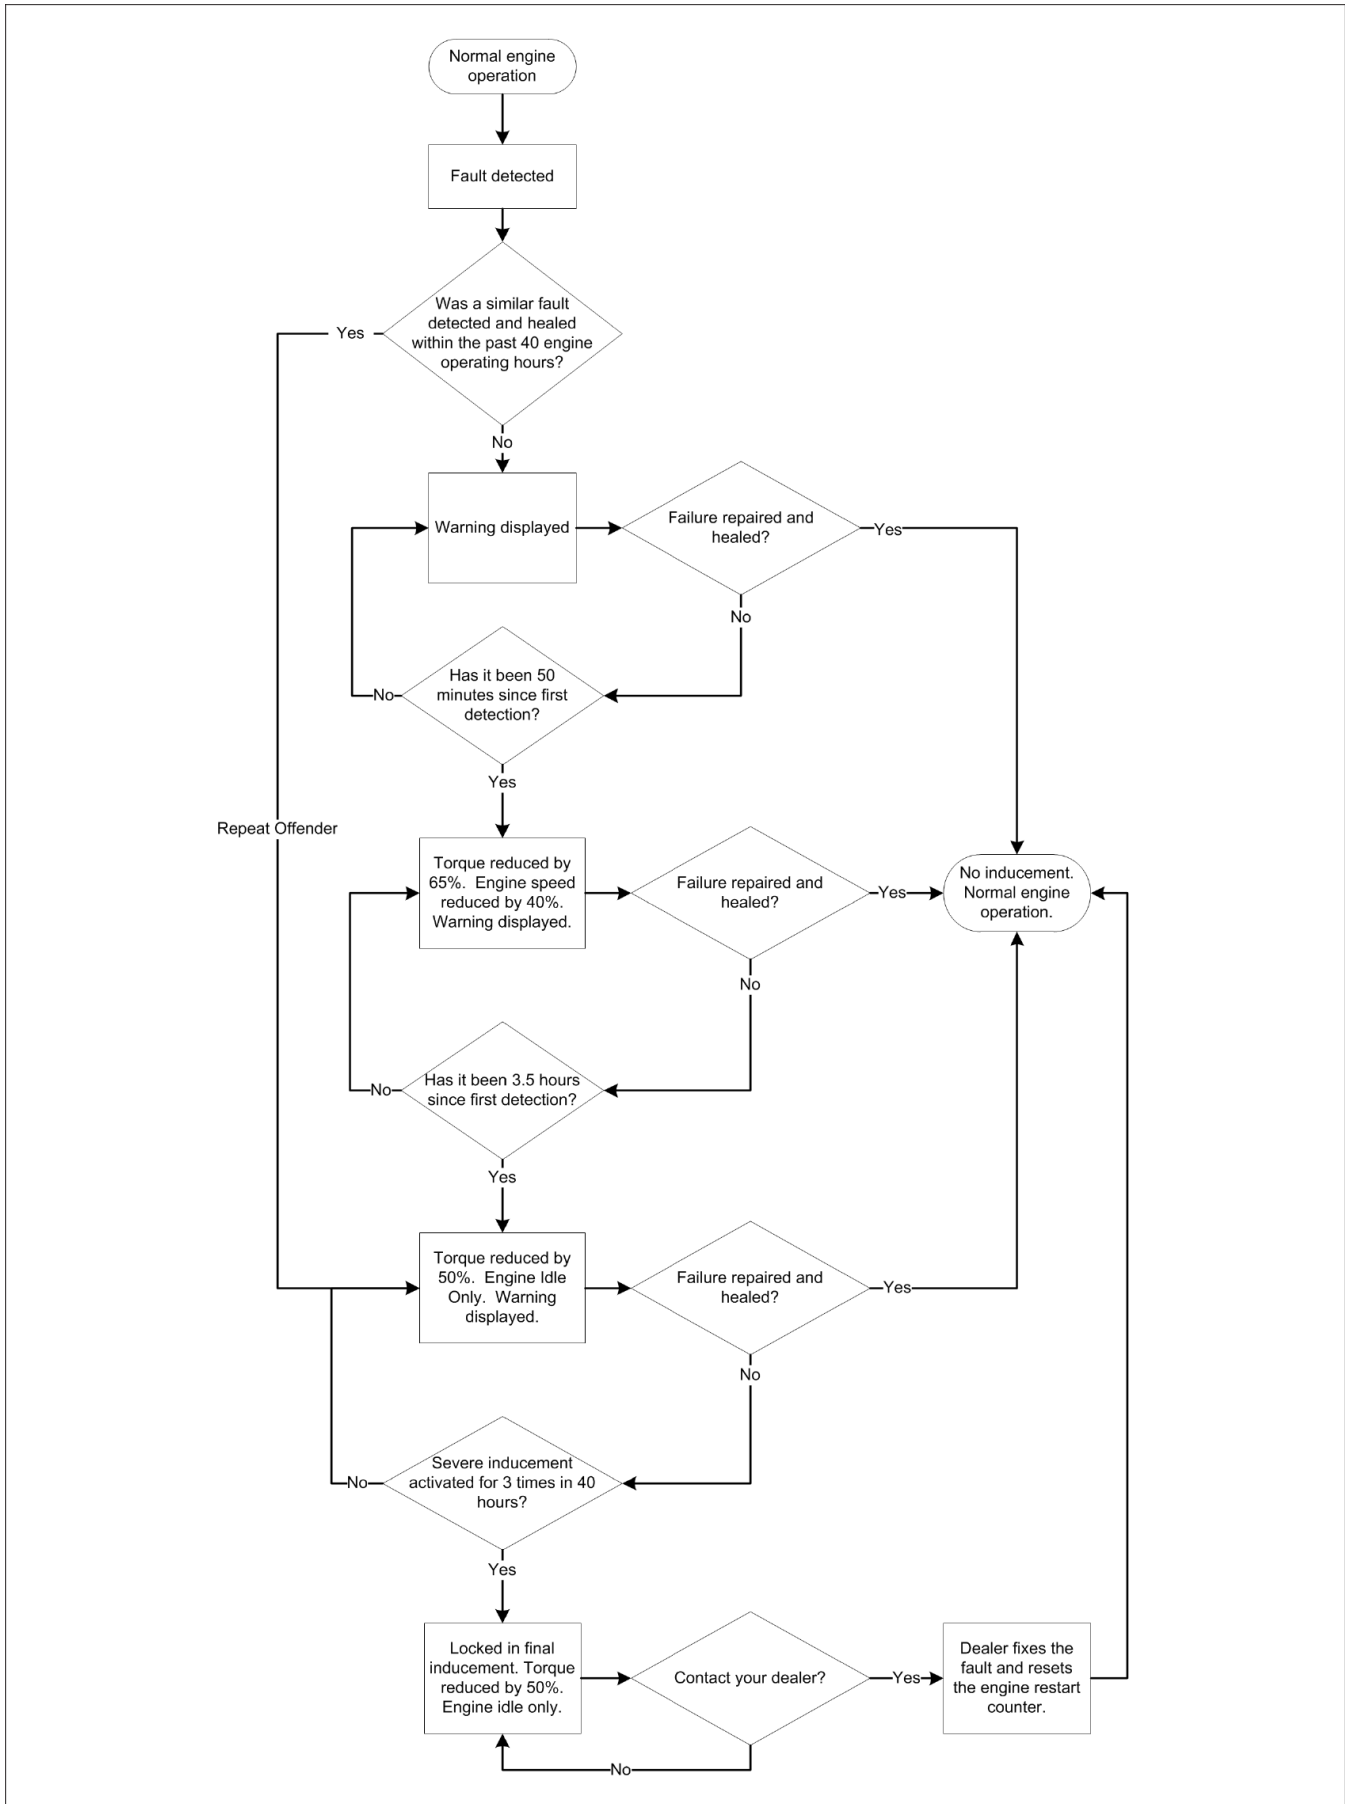 Normal engine
operation
Fault detected
Was a similar fault
detected and healed
within the past 40 engine
operating hours?
Yes
No
Warning displayed
Failure repaired and
healed?
Yes
No
Has it been 50
minutes since first
detection?
No
Yes
Repeat Offender
Torque reduced by
65%.  Engine speed
reduced by 40%.
Warning displayed.
Failure repaired and
healed?
Yes
No inducement.
Normal engine
operation.
No
Has it been 3.5 hours
since first detection?
No
Yes
Torque reduced by
50%.  Engine Idle
Only.  Warning
displayed.
Failure repaired and
healed?
Yes
No
Severe inducement
activated for 3 times in 40
hours?
No
Yes
Locked in final
inducement. Torque
reduced by 50%.
Engine idle only.
Contact your dealer?
Yes
Dealer fixes the
fault and resets
the engine restart
counter.
No